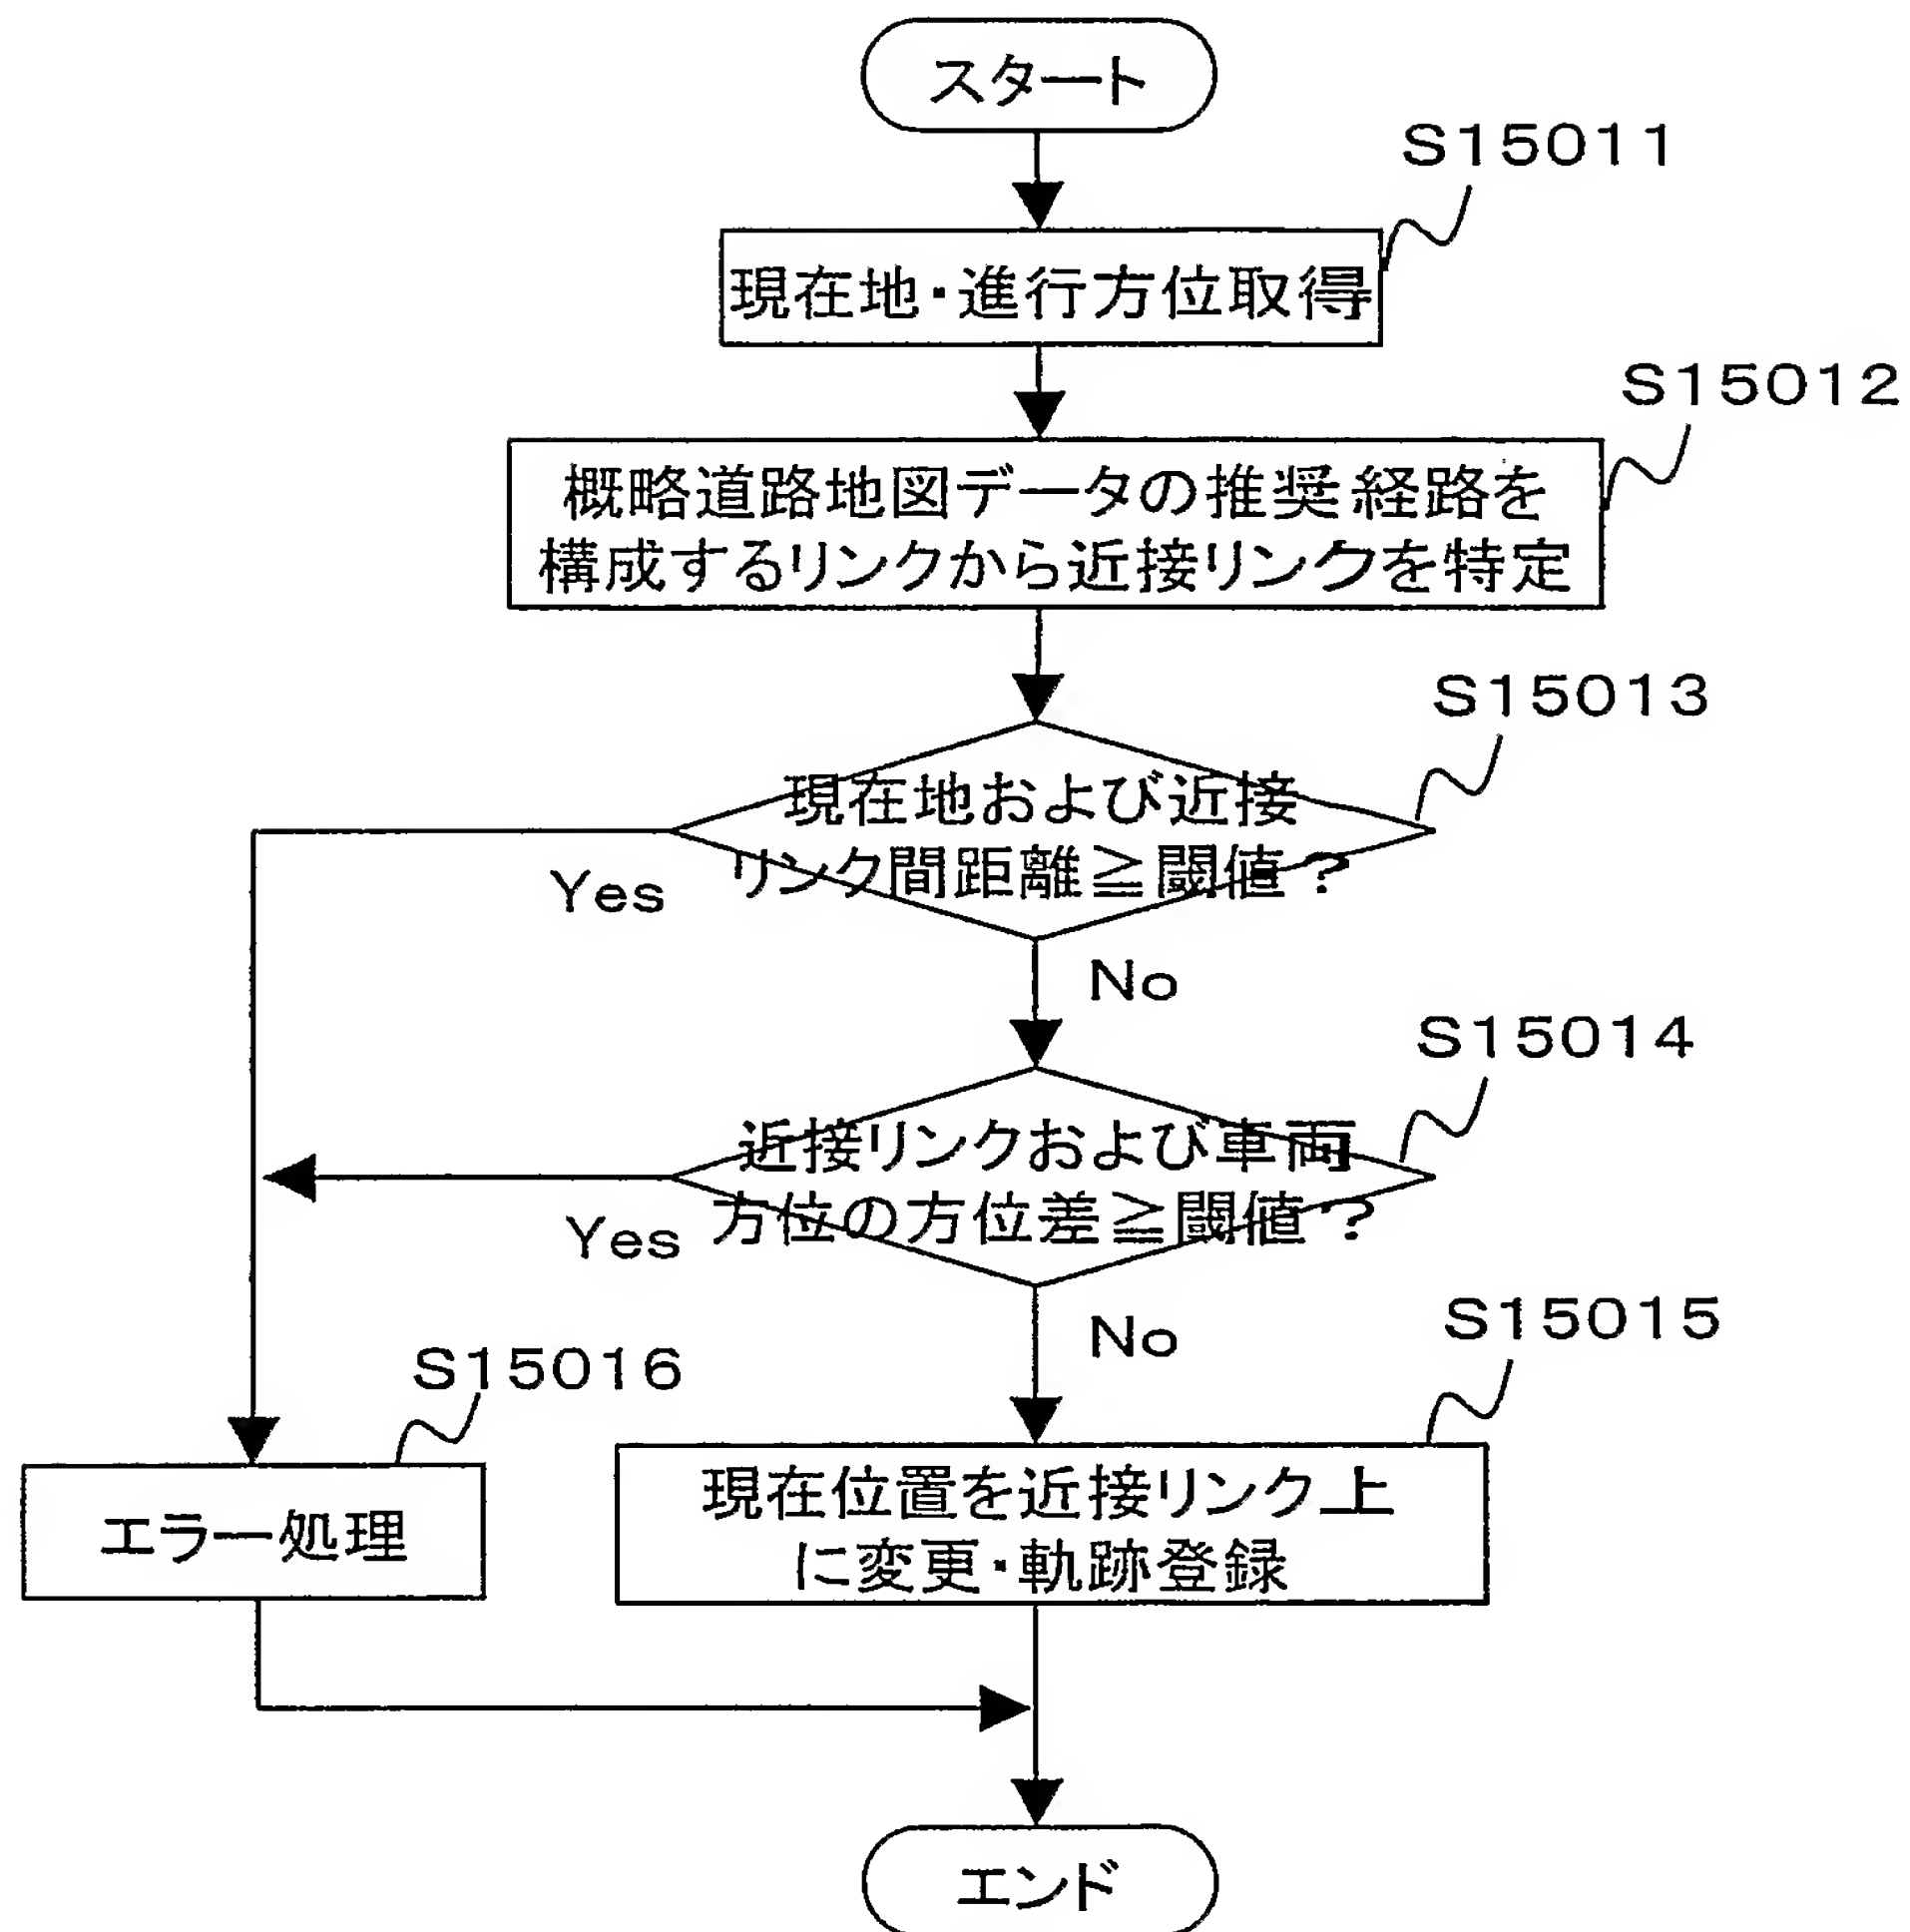 スタート
S15011
現在地・進行方位取得
S15012
概略道路地図データの推奨経路を
構成するリンクから近接リンクを特定
S15013
現在地および近接
リンク間距離≧閾値?
Yes
No
S15014
近接リンクおよび車両
方位の方位差≧閾値?
Yes
No
S15015
S15016
現在位置を近接リンク上
に変更・軌跡登録
エラー処理
エンド